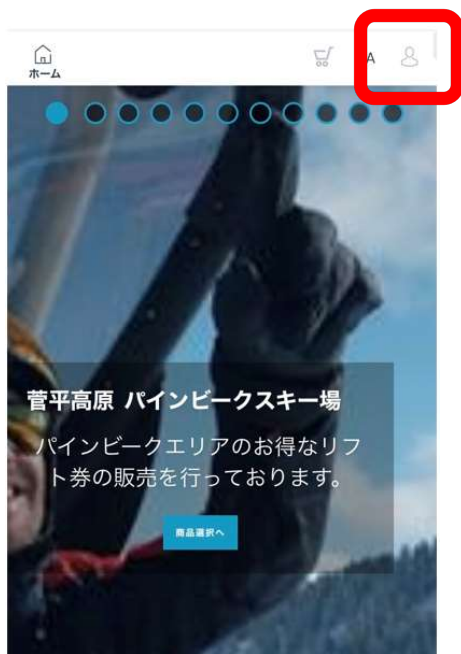 ホーム
A
菅平高原 パインビークスキー場
パインビークエリアのお得なリフ
ト券の販売を行っております。
商品選択へ